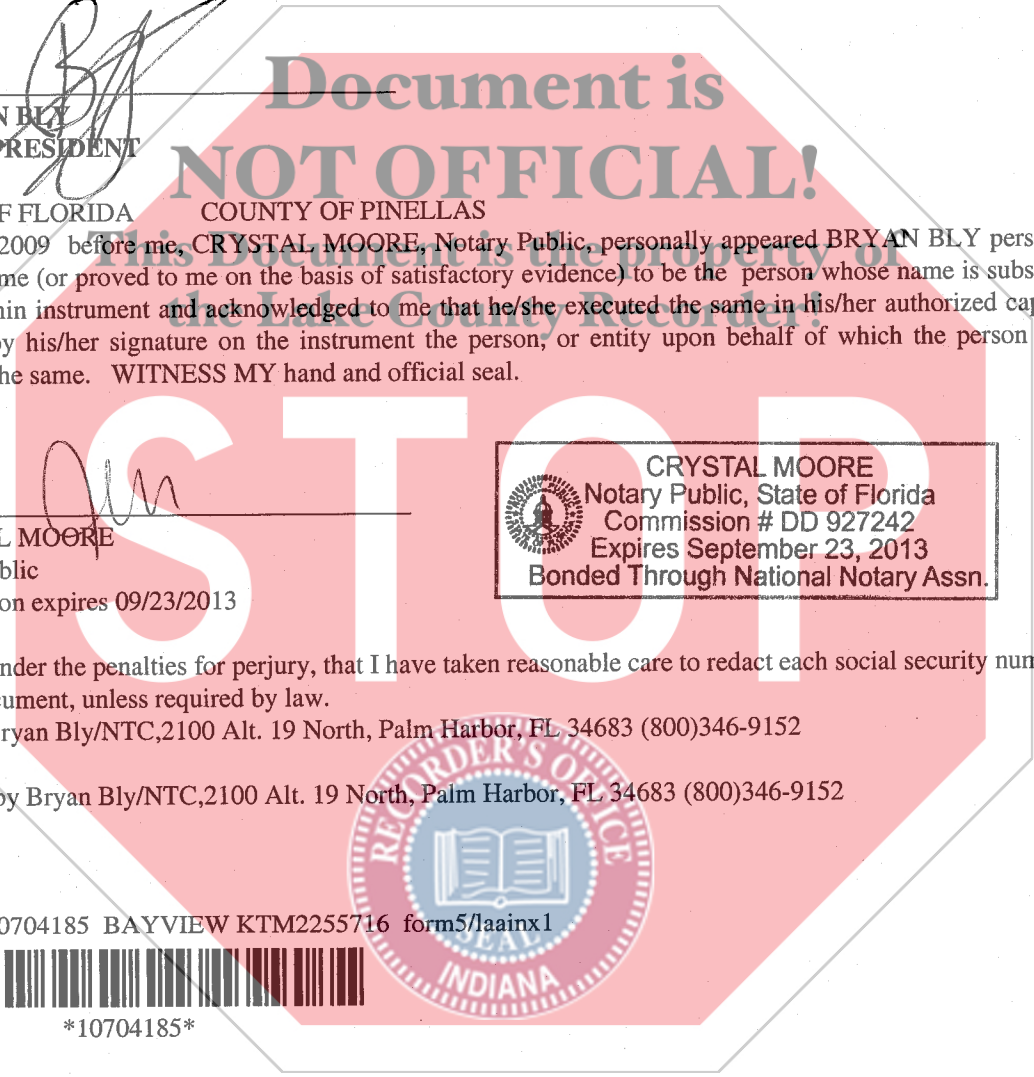 Document is
NOT OFFICIAL!
This Document is the property of
the Lake County Recorder!
STOP
N BLY
PRESIDENT
F FLORIDA COUNTY OF PINELLAS
2009 before me, CRYSTAL MOORE, Notary Public, personally appeared BRYAN BLY pers
me (or proved to me on the basis of satisfactory evidence) to be the person whose name is subs
hin instrument and acknowledged to me that he/she executed the same in his/her authorized cap
by his/her signature on the instrument the person, or entity upon behalf of which the person
he same. WITNESS MY hand and official seal.
CRYSTAL MOORE
Notary Public, State of Florida
Commission # DD 927242
Expires September 23, 2013
Bonded Through National Notary Assn.
L MOORE
blic
on expires 09/23/2013
nder the penalties for perjury, that I have taken reasonable care to redact each social security num
cument, unless required by law.
ryan Bly/NTC,2100 Alt. 19 North, Palm Harbor, FL 34683 (800)346-9152
by Bryan Bly/NTC,2100 Alt. 19 North, Palm Harbor, FL 34683 (800)346-9152
RECORDER'S OFFICE
SEAL
INDIANA
0704185 BAYVIEW KTM2255716 form5/laainx1
*10704185*